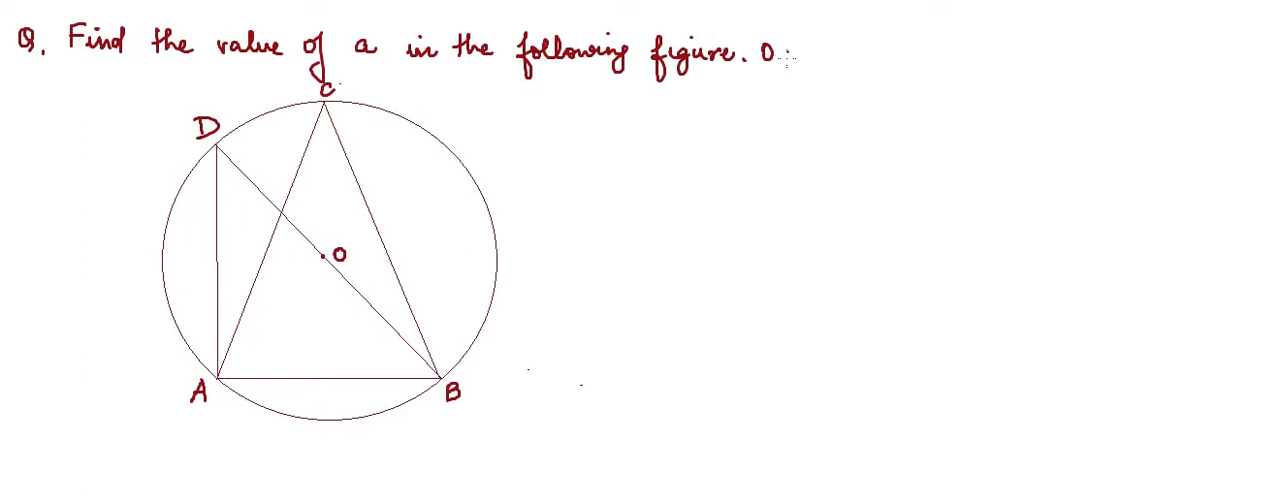 Q. Find the value of a in the following figure. O
C
D
O
A
B